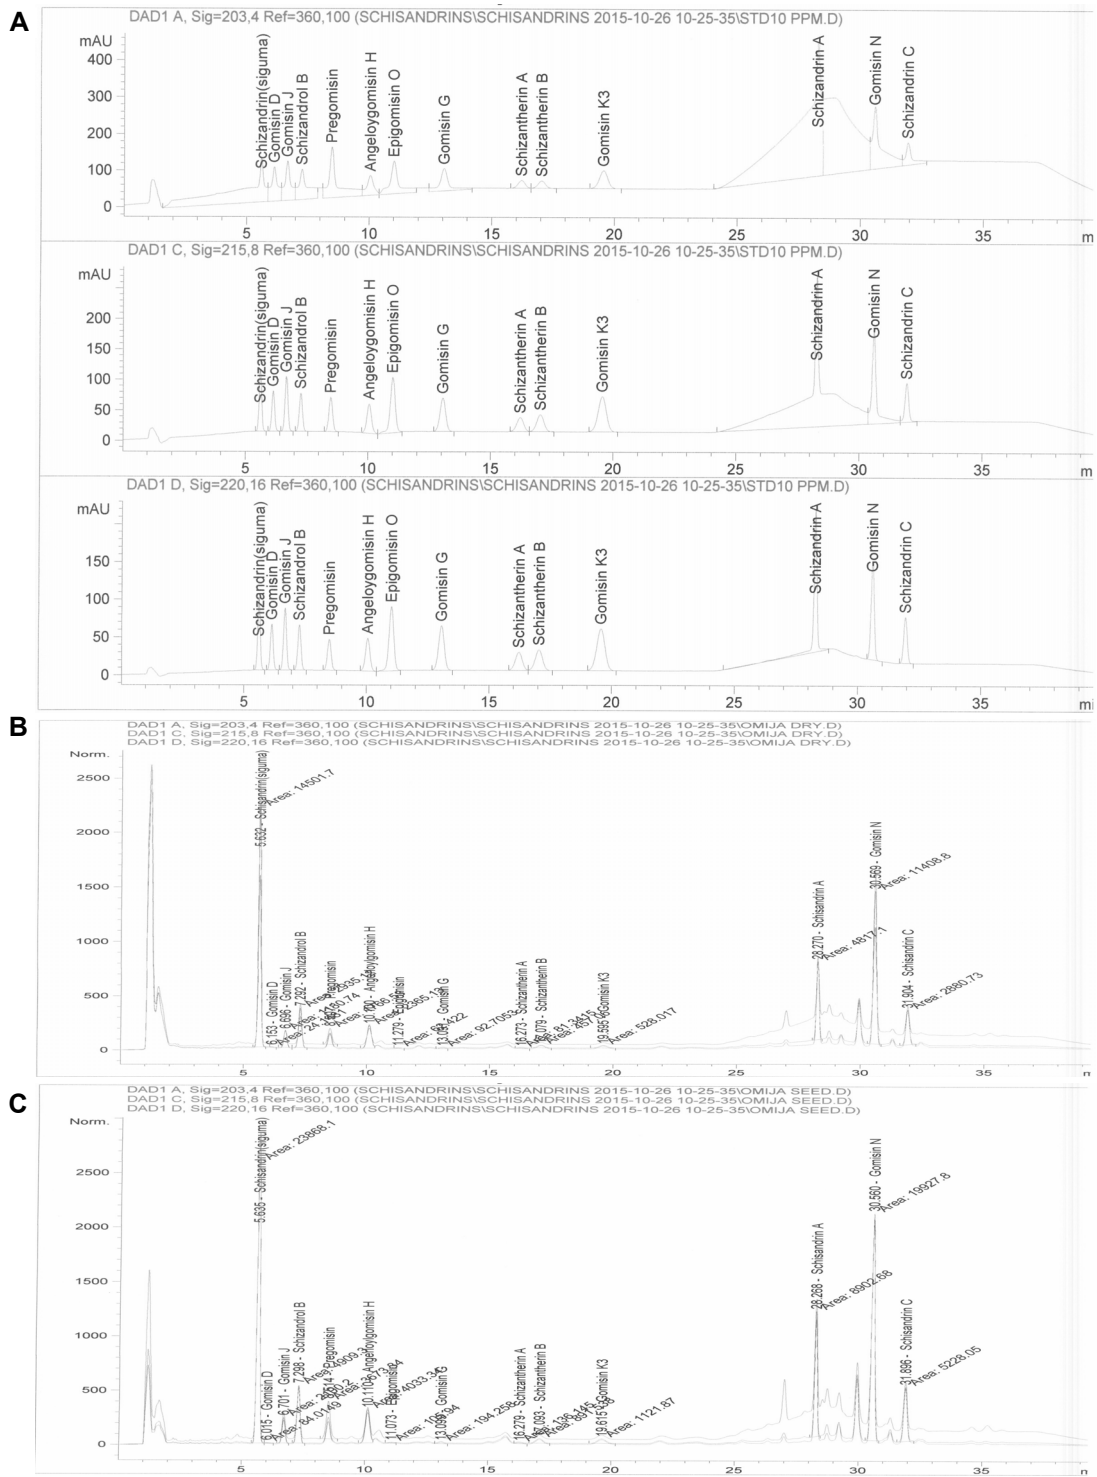 A
DAD1 A, Sig=203,4 Ref=360,100 (SCHISANDRINS\SCHISANDRINS 2015-10-26 10-25-35\STD10 PPM.D)
mAU
400
300
200
100
0
Schizandrin(siguma)
Gomisin D
Gomisin J
Schizandrol B
Pregomisin
Angeloygomisin H
Epigomisin O
Gomisin G
Schizantherin A
Schizantherin B
Gomisin K3
Schizandrin A
Gomisin N
Schizandrin C
5 10 15 20 25 30 35 m
DAD1 C, Sig=215,8 Ref=360,100 (SCHISANDRINS\SCHISANDRINS 2015-10-26 10-25-35\STD10 PPM.D)
mAU
200
150
100
50
0
Schizandrin(siguma)
Gomisin D
Gomisin J
Schizandrol B
Pregomisin
Angeloygomisin H
Epigomisin O
Gomisin G
Schizantherin A
Schizantherin B
Gomisin K3
Schizandrin A
Gomisin N
Schizandrin C
5 10 15 20 25 30 35 m
DAD1 D, Sig=220,16 Ref=360,100 (SCHISANDRINS\SCHISANDRINS 2015-10-26 10-25-35\STD10 PPM.D)
mAU
150
100
50
0
Schizandrin(siguma)
Gomisin D
Gomisin J
Schizandrol B
Pregomisin
Angeloygomisin H
Epigomisin O
Gomisin G
Schizantherin A
Schizantherin B
Gomisin K3
Schizandrin A
Gomisin N
Schizandrin C
5 10 15 20 25 30 35 mi
B
DAD1 A, Sig=203,4 Ref=360,100 (SCHISANDRINS\SCHISANDRINS 2015-10-26 10-25-35\OMIJA DRY.D)
DAD1 C, Sig=215,8 Ref=360,100 (SCHISANDRINS\SCHISANDRINS 2015-10-26 10-25-35\OMIJA DRY.D)
DAD1 D, Sig=220,16 Ref=360,100 (SCHISANDRINS\SCHISANDRINS 2015-10-26 10-25-35\OMIJA DRY.D)
Norm.
2500
2000
1500
1000
500
0
5.632 - Schisandrin(siguma)
Area: 14501.7
6.153 - Gomisin D
6.696 - Gomisin J
7.292 - Schizandrol B
Pregomisin
Angeloylgomisin H
11.279 -
Gomisin G
Area: 92.7053
16.273 - Schizantherin A
Schizantherin B
19.595 - Gomisin K3
Area: 528.017
28.270 - Schisandrin A
Area: 4817.1
30.569 - Gomisin N
Area: 11408.8
31.904 - Schisandrin C
Area: 2860.73
5 10 15 20 25 30 35
C
DAD1 A, Sig=203,4 Ref=360,100 (SCHISANDRINS\SCHISANDRINS 2015-10-26 10-25-35\OMIJA SEED.D)
DAD1 C, Sig=215,8 Ref=360,100 (SCHISANDRINS\SCHISANDRINS 2015-10-26 10-25-35\OMIJA SEED.D)
DAD1 D, Sig=220,16 Ref=360,100 (SCHISANDRINS\SCHISANDRINS 2015-10-26 10-25-35\OMIJA SEED.D)
Norm.
2500
2000
1500
1000
500
0
5.635 - Schisandrin(siguma)
Area: 23868.1
6.015 - Gomisin D
6.701 - Gomisin J
7.298 - Schizandrol B
Pregomisin
10.110 - Angeloylgomisin H
11.073 -
Gomisin G
Area: 194.258
16.279 - Schizantherin A
17.093 - Schizantherin B
19.615 - Gomisin K3
Area: 1121.87
28.268 - Schisandrin A
Area: 8902.68
30.560 - Gomisin N
Area: 19927.8
31.896 - Schisandrin C
Area: 5228.05
5 10 15 20 25 30 35